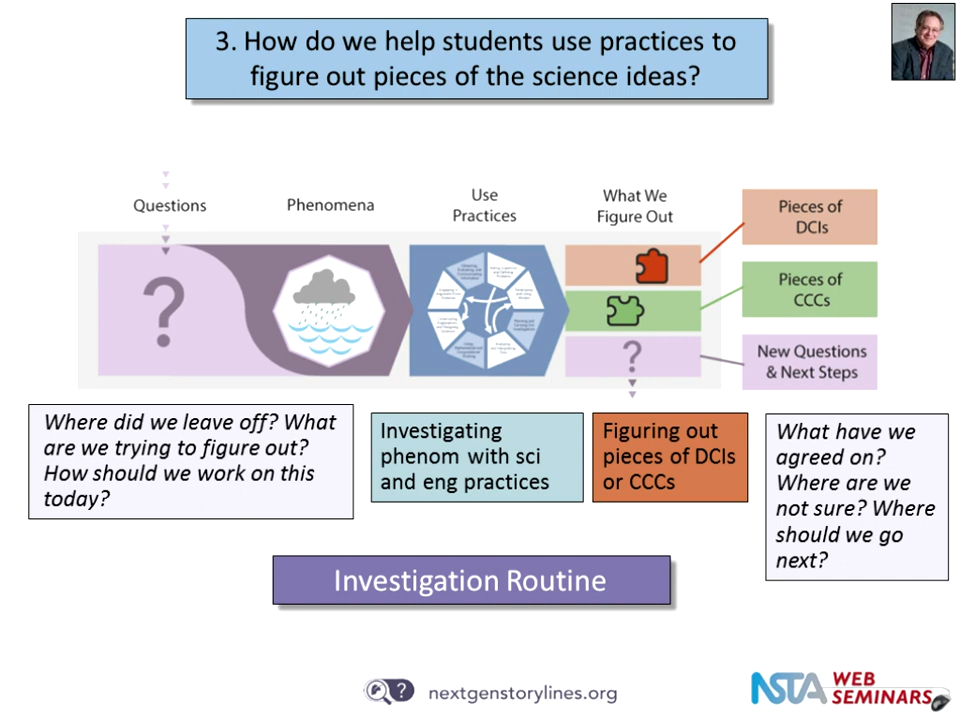 3. How do we help students use practices to
figure out pieces of the science ideas?
Questions
Phenomena
Use
Practices
What We
Figure Out
Pieces of
DCIs
Pieces of
CCCs
New Questions
& Next Steps
?
?
Where did we leave off? What
are we trying to figure out?
How should we work on this
today?
Investigating
phenom with sci
and eng practices
Figuring out
pieces of DCIs
or CCCs
What have we
agreed on?
Where are we
not sure? Where
should we go
next?
Investigation Routine
?
nextgenstorylines.org
NSTA WEB
SEMINARS